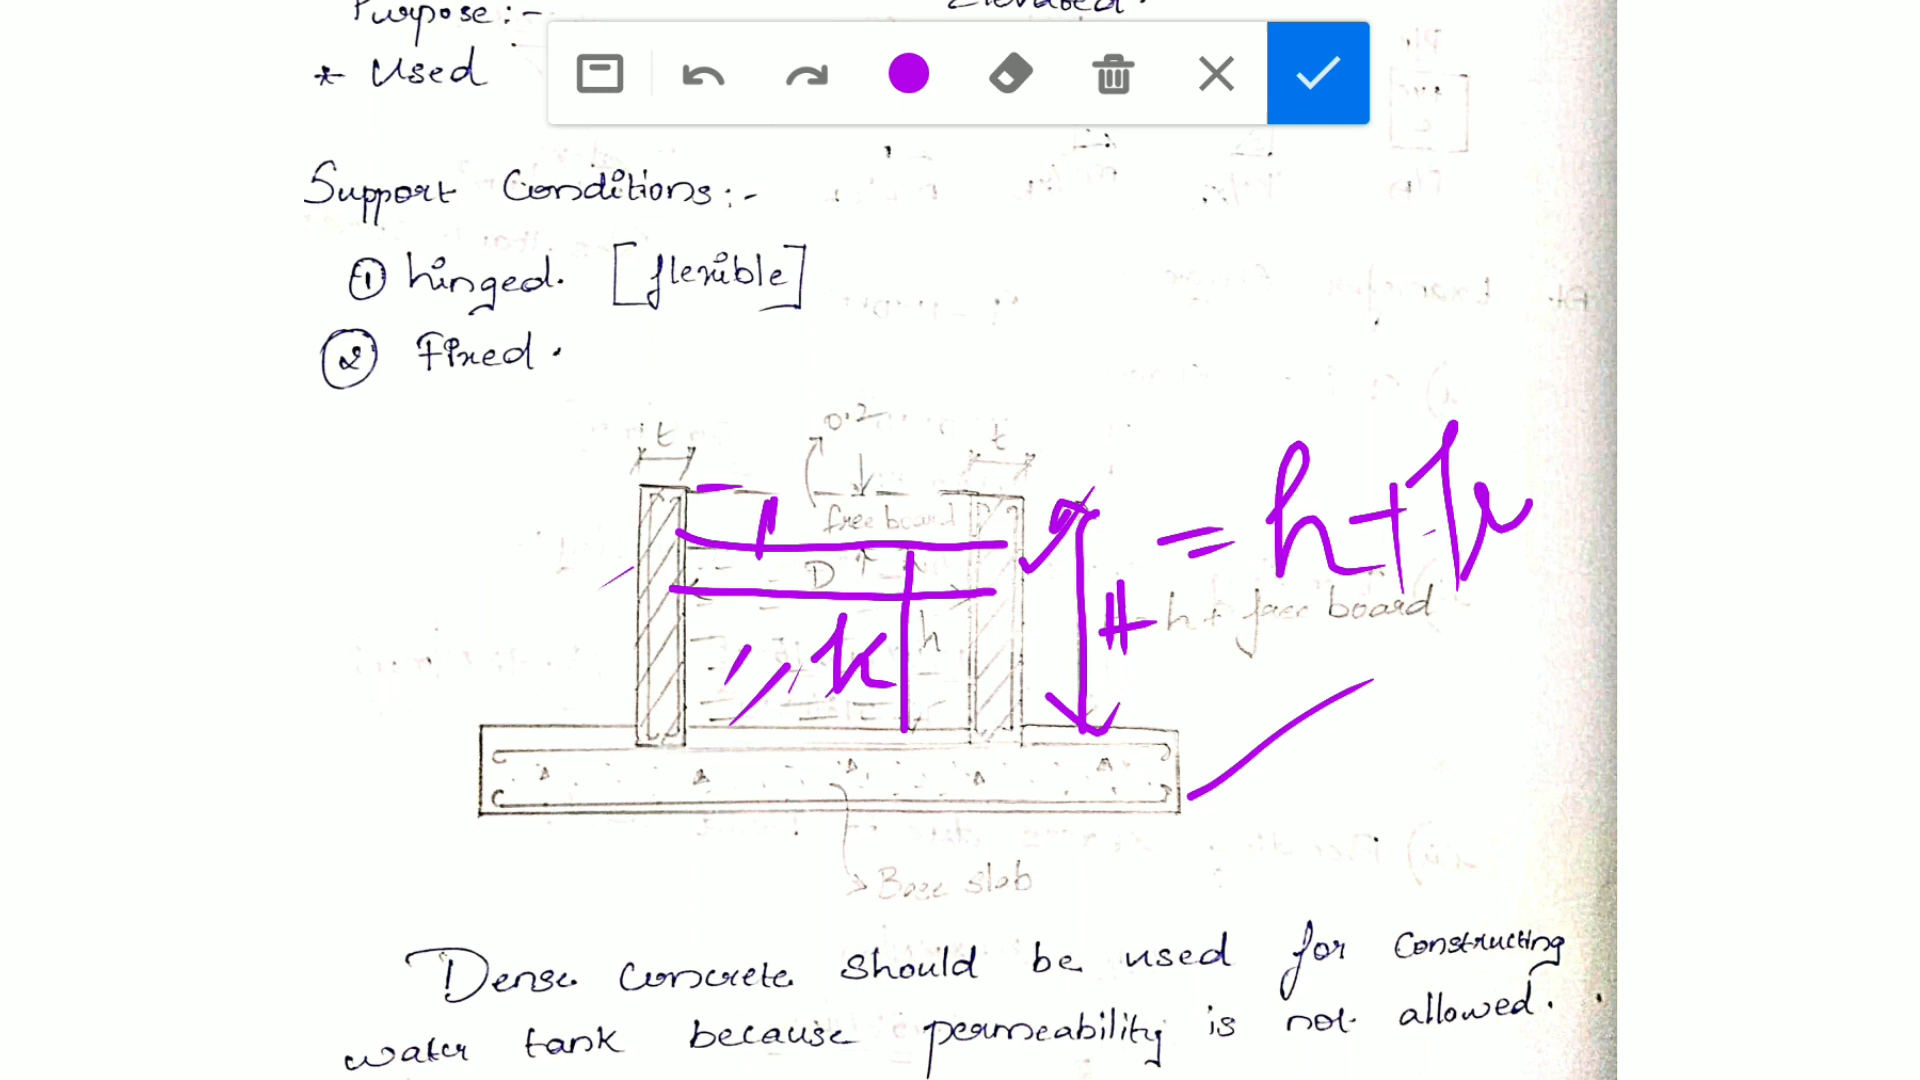 Purpose :-
Elevated.
* Used
Support Conditions :-
① hinged. [flexible]
② Fixed.
t
0.2
t
free board
= h + fr
D
H = h + free board
h
h
Base slab
Dense concrete should be used for constructing
water tank because permeability is not allowed.